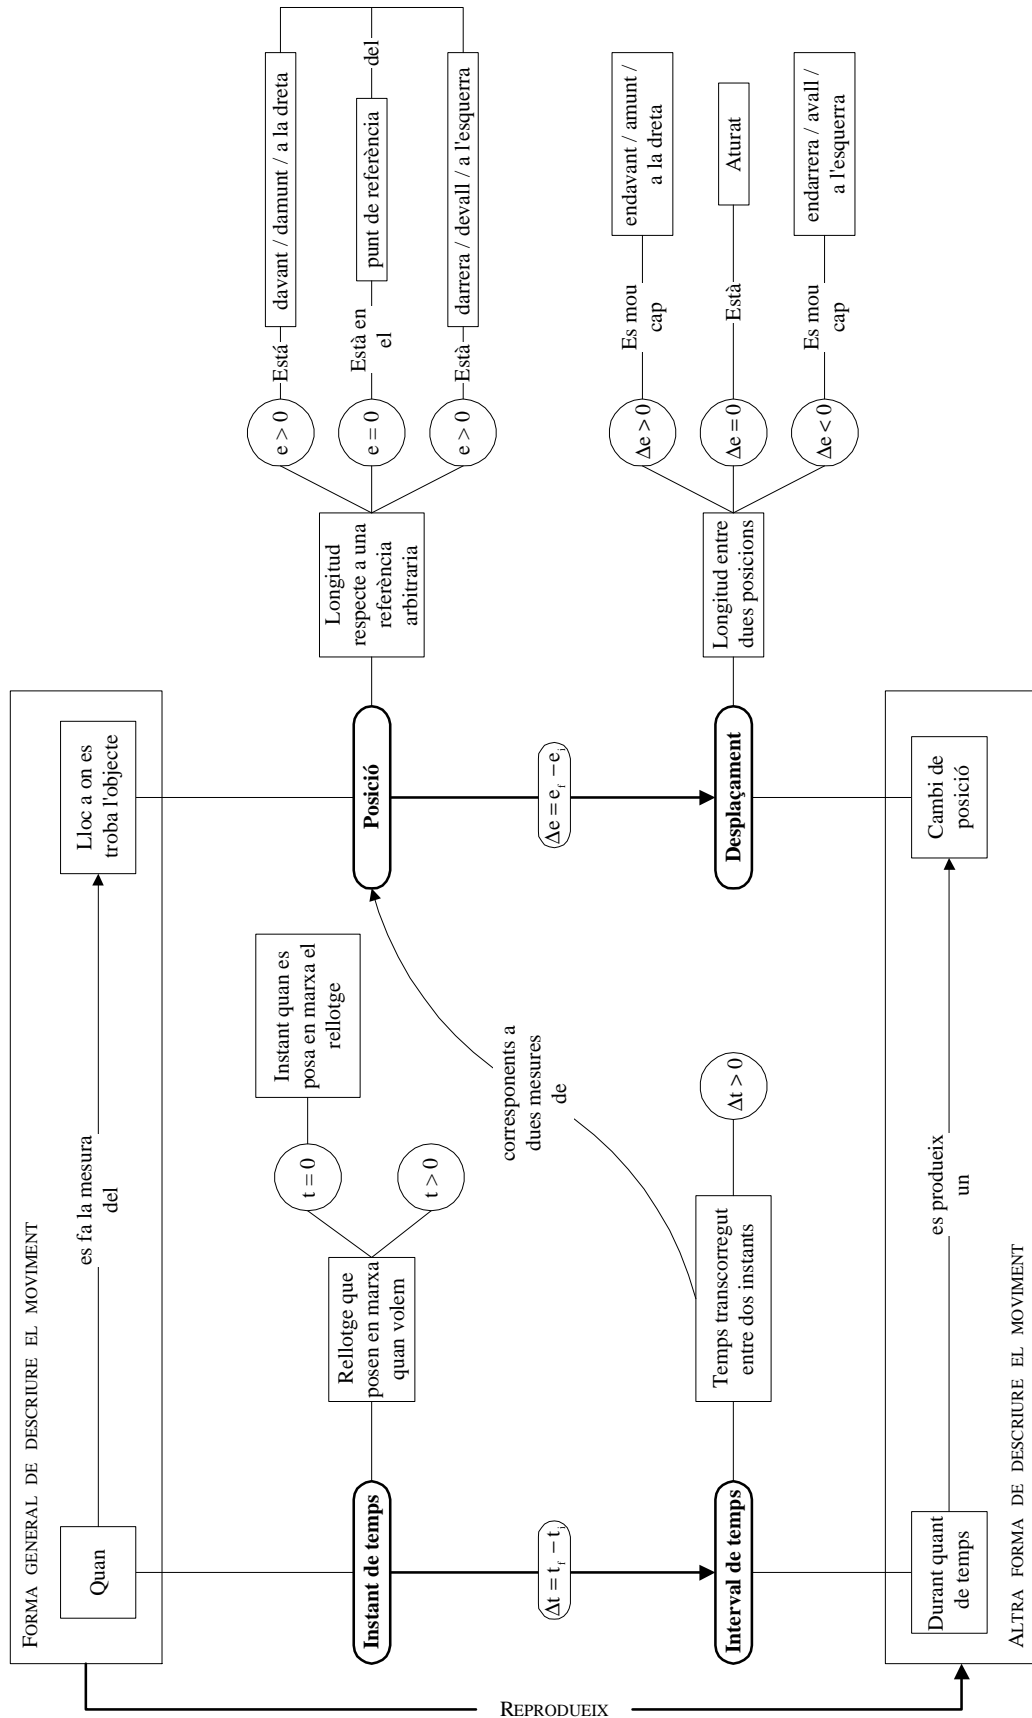 FORMA GENERAL DE DESCRIURE EL MOVIMENT
Quan
es fa la mesura
del
Lloc a on es
troba l'objecte
Instant de temps
Rellotge que
posen en marxa
quan volem
t = 0
Instant quan es
posa en marxa el
rellotge
t > 0
Posició
Longitud
respecte a una
referència
arbitraria
e > 0
Està
davant / damunt / a la dreta
e = 0
Està en
el
punt de referència
del
e > 0
Està
darrera / devall / a l'esquerra
Δt = t_f − t_i
corresponents a
dues mesures
de
Δe = e_f − e_i
Interval de temps
Temps transcorregut
entre dos instants
Δt > 0
Desplaçament
Longitud entre
dues posicions
Δe > 0
Es mou
cap
endavant / amunt /
a la dreta
Δe = 0
Està
Aturat
Δe < 0
Es mou
cap
endarrera / avall /
a l'esquerra
Durant quant
de temps
es produeix
un
Cambi de
posició
ALTRA FORMA DE DESCRIURE EL MOVIMENT
REPRODUEIX